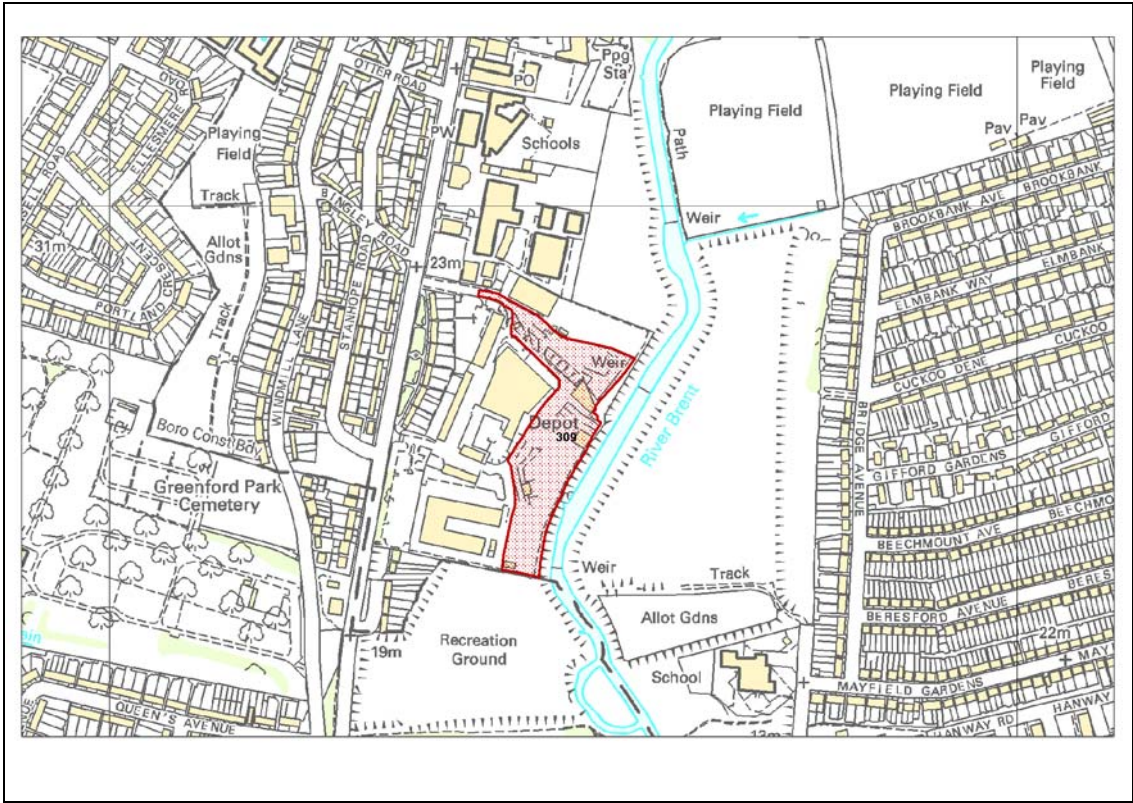 OTTER ROAD
PO
Ppg
Sta
Playing Field
Playing Field
Playing
Field
Pav
Pav
ELLESMERE ROAD
PW
Schools
Playing
Field
Path
BROOKBANK
BROOKBANK AVE
Track
BINGLEY ROAD
Weir
Allot
Gdns
31m
23m
ELMBANK
ELMBANK WAY
PORTLAND CRESCENT
Track
STANHOPE ROAD
WINDMILL LANE
CUCKOO
CUCKOO DENE
Weir
River Brent
BRIDGE AVENUE
Depot
309
GIFFORD
GIFFORD GARDENS
Boro Const Bdy
Greenford Park
Cemetery
BEECHMOUNT AVE
Weir
Track
BERESFORD AVENUE
Allot Gdns
Recreation
Ground
19m
School
22m
MAYFIELD GARDENS
QUEEN'S AVENUE
HANWAY RD
HANWAY